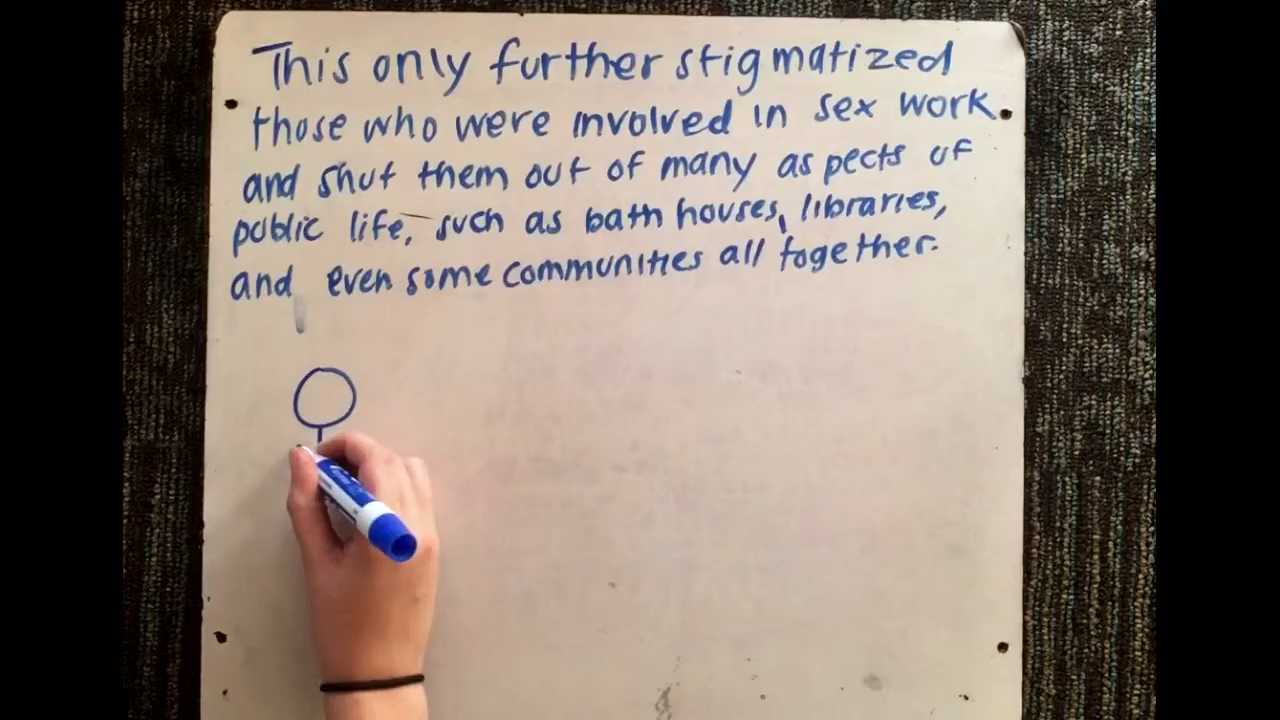 This only further stigmatized
those who were involved in sex work
and shut them out of many aspects of
public life, such as bath houses, libraries,
and even some communities all together.